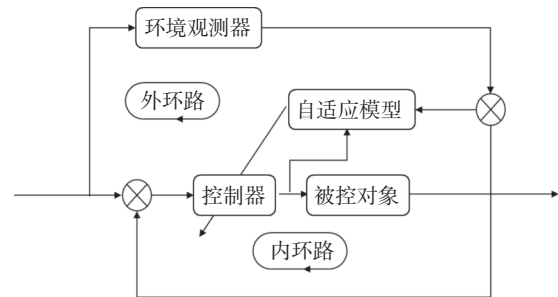 环境观测器
外环路
自适应模型
控制器
被控对象
内环路